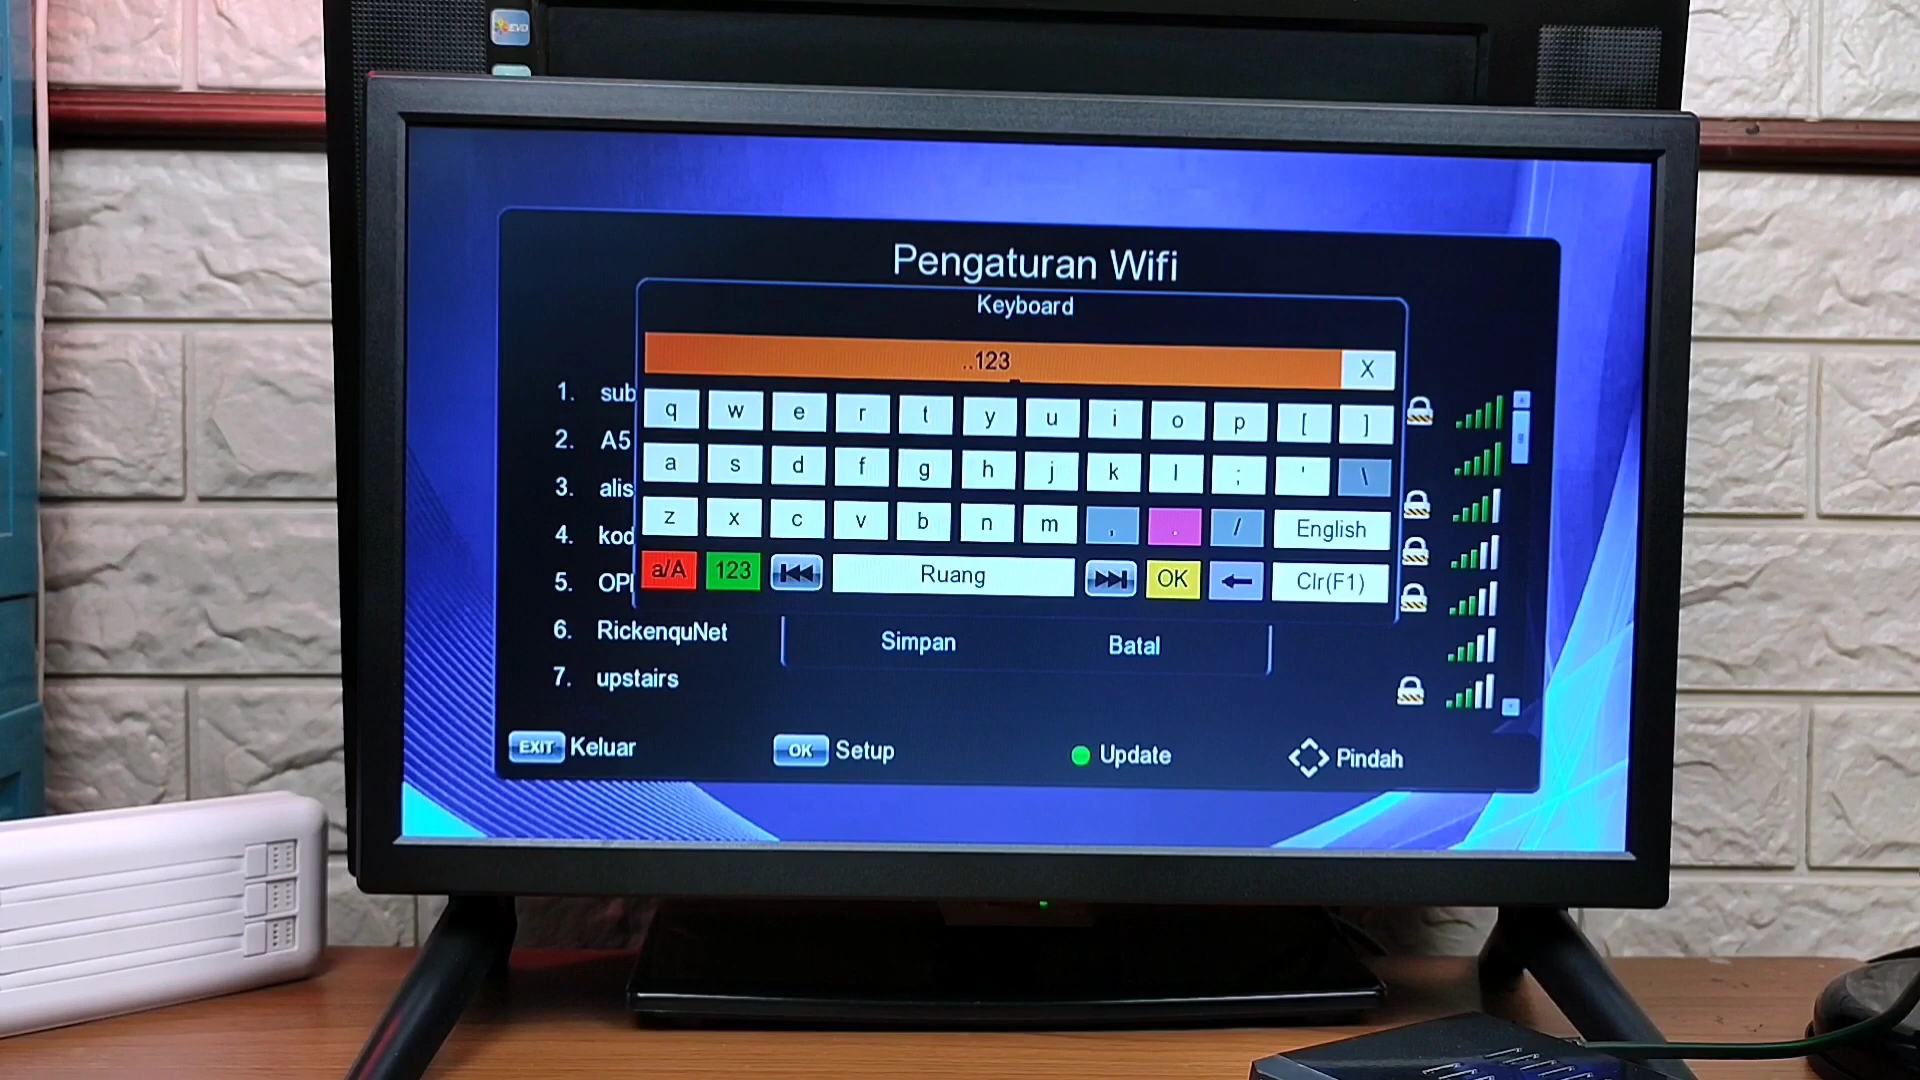 EVO
Pengaturan Wifi
Keyboard
..123 X
q w e r t y u i o p [ ]
a s d f g h j k l ; ' \
z x c v b n m , . / English
a/A 123 Ruang OK Clr(F1)
1. sub
2. A5
3. alis
4. kod
5. OP
6. RickenquNet
7. upstairs
Simpan Batal
EXIT Keluar OK Setup Update Pindah